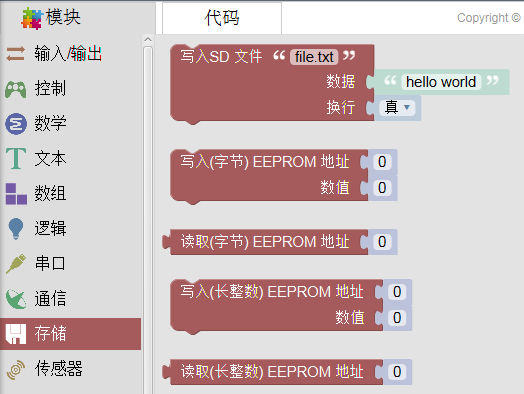 模块
代码
Copyright ©
输入/输出
控制
数学
文本
数组
逻辑
串口
通信
存储
传感器
写入SD 文件 “ file.txt ”
数据 “ hello world ”
换行 真
写入(字节) EEPROM 地址 0
数值 0
读取(字节) EEPROM 地址 0
写入(长整数) EEPROM 地址 0
数值 0
读取(长整数) EEPROM 地址 0